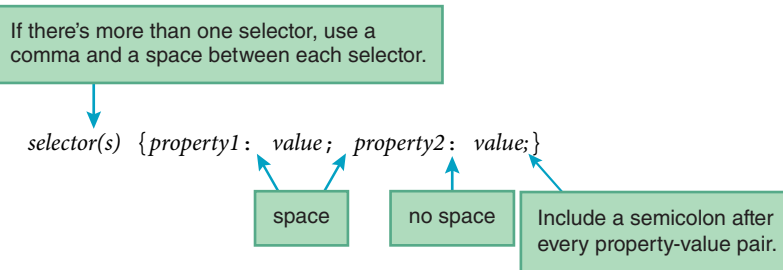 If there's more than one selector, use a
comma and a space between each selector.
selector(s) {property1: value; property2: value;}
space
no space
Include a semicolon after
every property-value pair.